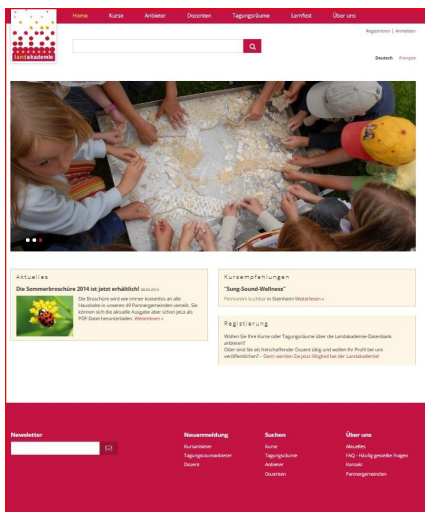 Home Kurse Anbieter Dozenten Tagungsräume Lernfest Über uns
landakademie
Registrieren | Anmelden
Deutsch Français
Aktuelles
Die Sommerbroschüre 2014 ist jetzt erhältlich!
Die Broschüre wird wie immer kostenlos an alle
Haushalte in unseren 49 Partnergemeinden verteilt. Sie
können sich die aktuelle Ausgabe aber schon jetzt als
PDF-Datei herunterladen. Weiterlesen »
Kursempfehlungen
"Sung-Sound-Wellness"
Permanent buchbar in Steinheim Weiterlesen »
Registierung
Wollen Sie Ihre Kurse oder Tagungsräume über die Landakademie-Datenbank
anbieten?
Oder sind Sie als freischaffender Dozent tätig und wollen Ihr Profil bei uns
veröffentlichen? – Dann werden Sie jetzt Mitglied bei der Landakademie!
Newsletter
Neuanmeldung
Kursanbieter
Tagungsraumanbieter
Dozent
Suchen
Kurse
Tagungsräume
Anbieter
Dozenten
Über uns
Aktuelles
FAQ - Häufig gestellte Fragen
Kontakt
Partnergemeinden